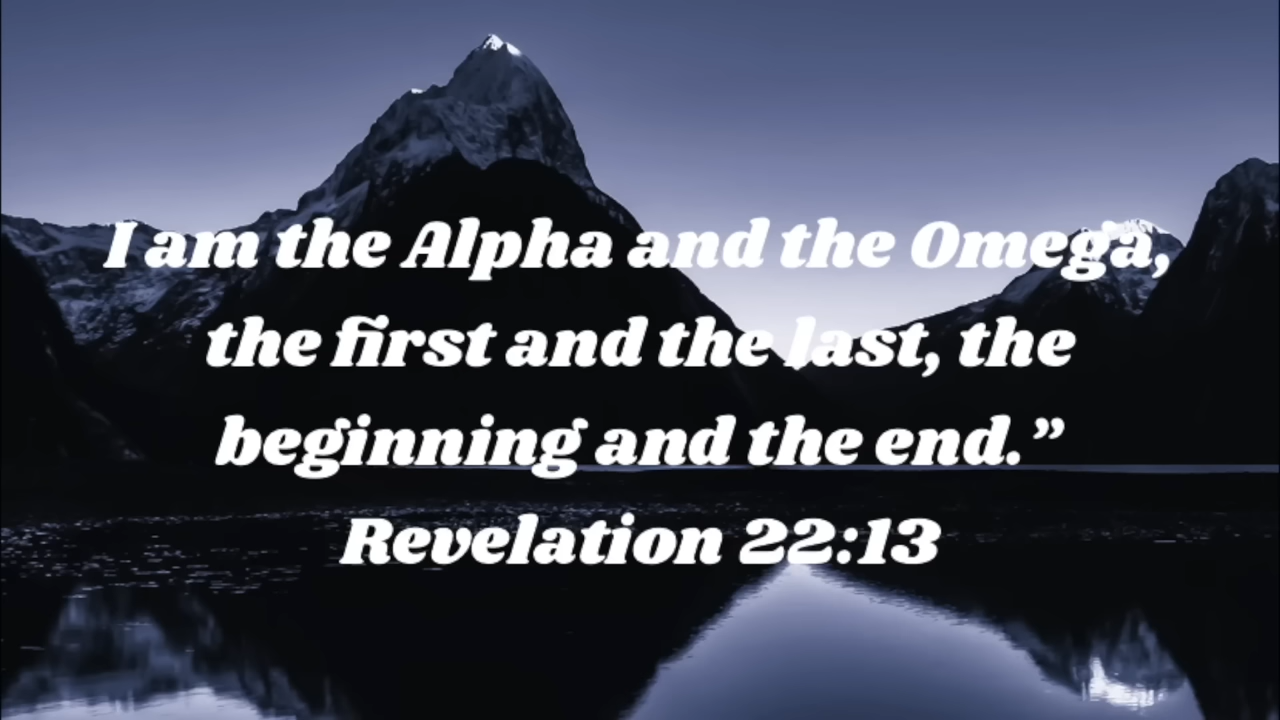 I am the Alpha and the Omega,
the first and the last, the
beginning and the end.”
Revelation 22:13